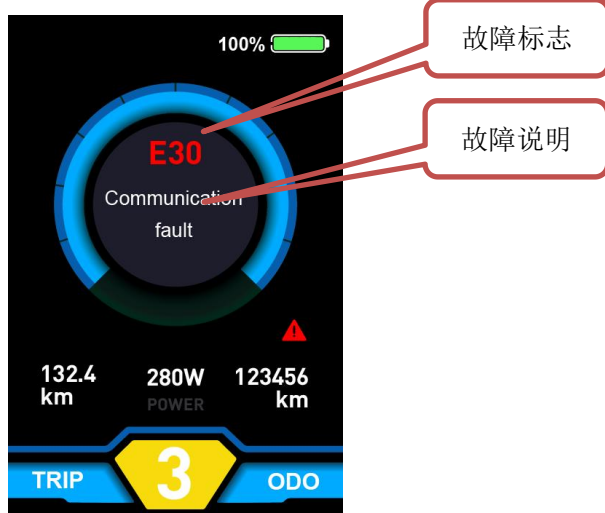 100%
故障标志
故障说明
E30
Communication
fault
132.4
km
280W
POWER
123456
km
TRIP
3
ODO